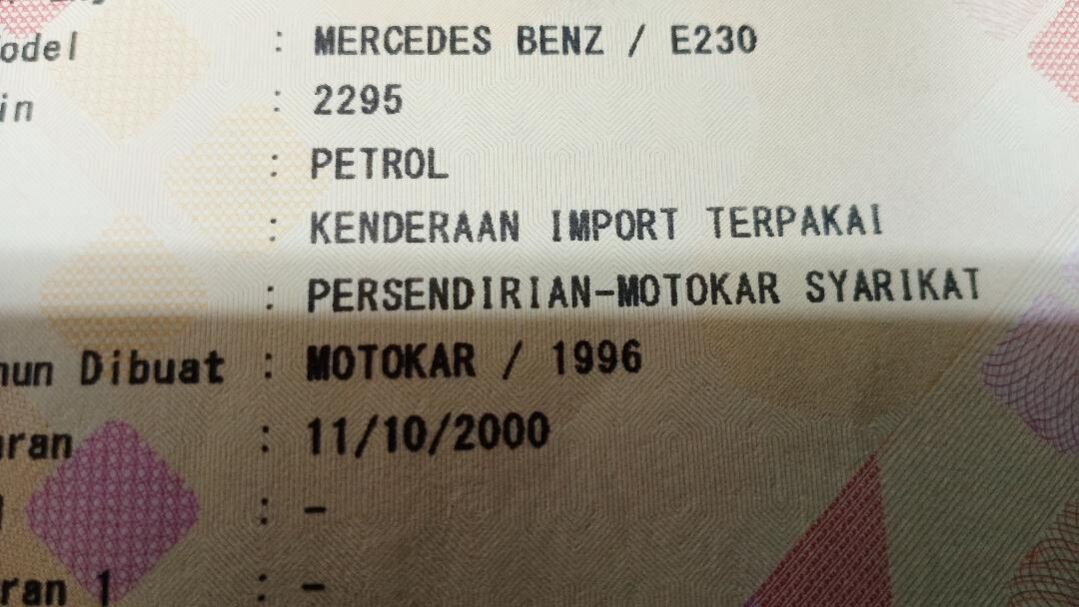 odel : MERCEDES BENZ / E230
in : 2295
: PETROL
: KENDERAAN IMPORT TERPAKAI
: PERSENDIRIAN-MOTOKAR SYARIKAT
hun Dibuat : MOTOKAR / 1996
aran : 11/10/2000
: -
ran 1 : -